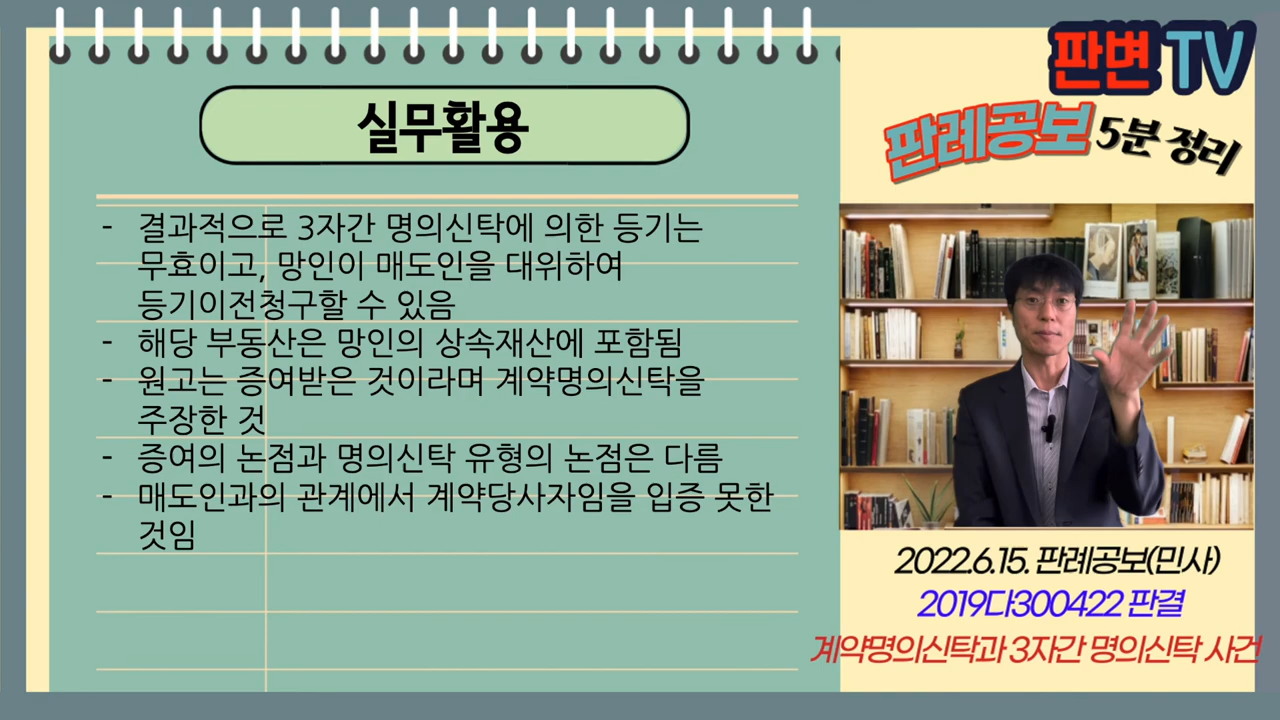 실무활용
- 결과적으로 3자간 명의신탁에 의한 등기는
무효이고, 망인이 매도인을 대위하여
등기이전청구할 수 있음
- 해당 부동산은 망인의 상속재산에 포함됨
- 원고는 증여받은 것이라며 계약명의신탁을
주장한 것
- 증여의 논점과 명의신탁 유형의 논점은 다름
- 매도인과의 관계에서 계약당사자임을 입증 못한
것임
판변 TV
판례공보 5분 정리
2022.6.15. 판례공보(민사)
2019다300422 판결
계약명의신탁과 3자간 명의신탁 사건